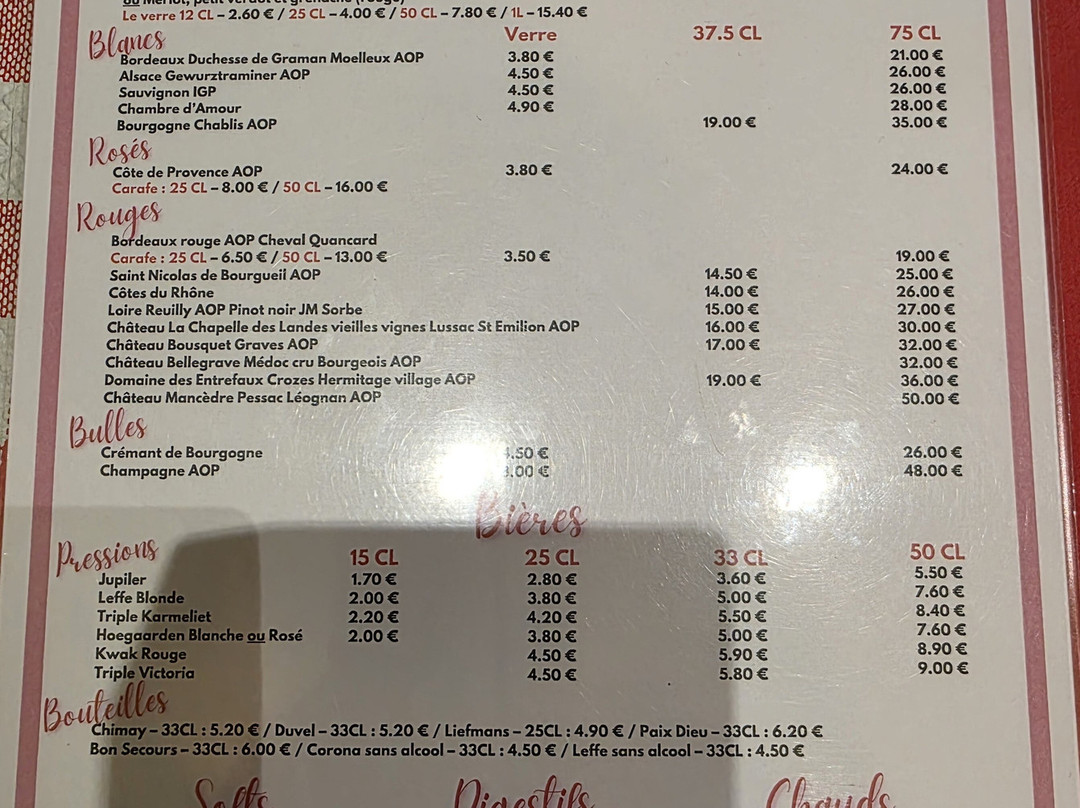 ou Merlot, petit verdot et grenache (rouge)
Le verre 12 CL – 2.60 € / 25 CL – 4.00 € / 50 CL – 7.80 € / 1L – 15.40 €
Blancs Verre 37.5 CL 75 CL
Bordeaux Duchesse de Graman Moelleux AOP 3.80 € 21.00 €
Alsace Gewurztraminer AOP 4.50 € 26.00 €
Sauvignon IGP 4.50 € 26.00 €
Chambre d'Amour 4.90 € 28.00 €
Bourgogne Chablis AOP 19.00 € 35.00 €
Rosés
Côte de Provence AOP 3.80 € 24.00 €
Carafe : 25 CL – 8.00 € / 50 CL – 16.00 €
Rouges
Bordeaux rouge AOP Cheval Quancard
Carafe : 25 CL – 6.50 € / 50 CL – 13.00 € 3.50 € 19.00 €
Saint Nicolas de Bourgueil AOP 14.50 € 25.00 €
Côtes du Rhône 14.00 € 26.00 €
Loire Reuilly AOP Pinot noir JM Sorbe 15.00 € 27.00 €
Château La Chapelle des Landes vieilles vignes Lussac St Emilion AOP 16.00 € 30.00 €
Château Bousquet Graves AOP 17.00 € 32.00 €
Château Bellegrave Médoc cru Bourgeois AOP 32.00 €
Domaine des Entrefaux Crozes Hermitage village AOP 19.00 € 36.00 €
Château Mancèdre Pessac Léognan AOP 50.00 €
Bulles
Crémant de Bourgogne .50 € 26.00 €
Champagne AOP .00 € 48.00 €
Bières
Pressions 15 CL 25 CL 33 CL 50 CL
Jupiler 1.70 € 2.80 € 3.60 € 5.50 €
Leffe Blonde 2.00 € 3.80 € 5.00 € 7.60 €
Triple Karmeliet 2.20 € 4.20 € 5.50 € 8.40 €
Hoegaarden Blanche ou Rosé 2.00 € 3.80 € 5.00 € 7.60 €
Kwak Rouge 4.50 € 5.90 € 8.90 €
Triple Victoria 4.50 € 5.80 € 9.00 €
Bouteilles
Chimay – 33CL : 5.20 € / Duvel – 33CL : 5.20 € / Liefmans – 25CL : 4.90 € / Paix Dieu – 33CL : 6.20 €
Bon Secours – 33CL : 6.00 € / Corona sans alcool – 33CL : 4.50 € / Leffe sans alcool – 33CL : 4.50 €
Softs Digestifs Chauds